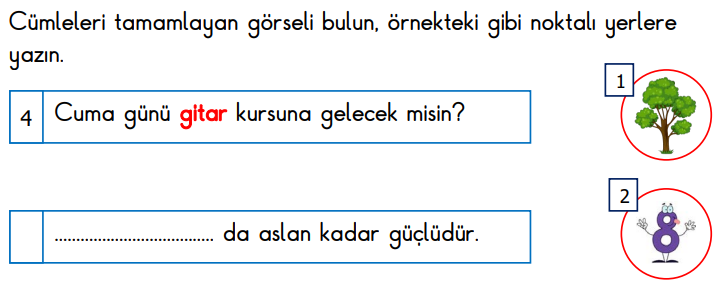 Cümleleri tamamlayan görseli bulun, örnekteki gibi noktalı yerlere
yazın.
1
4 Cuma günü gitar kursuna gelecek misin?
2
8
..................................... da aslan kadar güçlüdür.